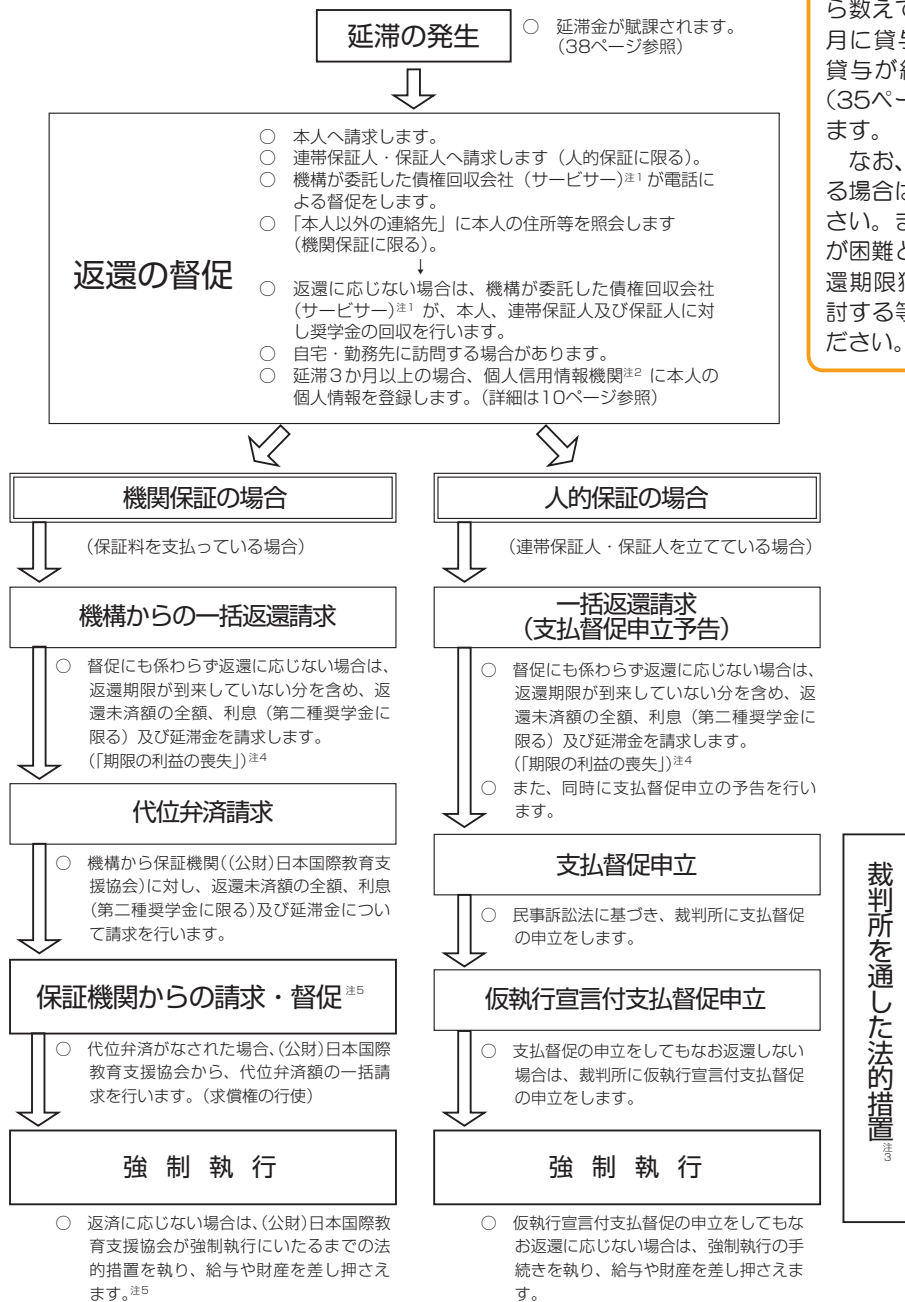 延滞の発生
○ 延滞金が賦課されます。
（38ページ参照）
返還の督促
○ 本人へ請求します。
○ 連帯保証人・保証人へ請求します（人的保証に限る）。
○ 機構が委託した債権回収会社（サービサー）注1が電話に
よる督促をします。
○ 「本人以外の連絡先」に本人の住所等を照会します
（機関保証に限る）。
↓
○ 返還に応じない場合は、機構が委託した債権回収会社
（サービサー）注1 が、本人、連帯保証人及び保証人に対
し奨学金の回収を行います。
○ 自宅・勤務先に訪問する場合があります。
○ 延滞3か月以上の場合、個人信用情報機関注2 に本人の
個人情報を登録します。（詳細は10ページ参照）
ら数えて
月に貸与
貸与が
（35ペー
ます。
なお、
る場合は
さい。ま
が困難と
還期限猶
討する等
ださい。
機関保証の場合
（保証料を支払っている場合）
機構からの一括返還請求
○ 督促にも係わらず返還に応じない場合は、
返還期限が到来していない分を含め、返
還未済額の全額、利息（第二種奨学金に
限る）及び延滞金を請求します。
（「期限の利益の喪失」）注4
代位弁済請求
○ 機構から保証機関（（公財）日本国際教育支
援協会）に対し、返還未済額の全額、利息
（第二種奨学金に限る）及び延滞金につい
て請求を行います。
保証機関からの請求・督促注5
○ 代位弁済がなされた場合、（公財）日本国際
教育支援協会から、代位弁済額の一括請
求を行います。（求償権の行使）
強 制 執 行
○ 返済に応じない場合は、（公財）日本国際教
育支援協会が強制執行にいたるまでの法
的措置を執り、給与や財産を差し押さえ
ます。注5
人的保証の場合
（連帯保証人・保証人を立てている場合）
一括返還請求
（支払督促申立予告）
○ 督促にも係わらず返還に応じない場合は、
返還期限が到来していない分を含め、返
還未済額の全額、利息（第二種奨学金に
限る）及び延滞金を請求します。
（「期限の利益の喪失」）注4
○ また、同時に支払督促申立の予告を行い
ます。
支払督促申立
○ 民事訴訟法に基づき、裁判所に支払督促
の申立をします。
仮執行宣言付支払督促申立
○ 支払督促の申立をしてもなお返還しない
場合は、裁判所に仮執行宣言付支払督促
の申立をします。
強 制 執 行
○ 仮執行宣言付支払督促の申立をしてもな
お返還に応じない場合は、強制執行の手
続きを執り、給与や財産を差し押さえま
す。
裁判所を通した法的措置注3